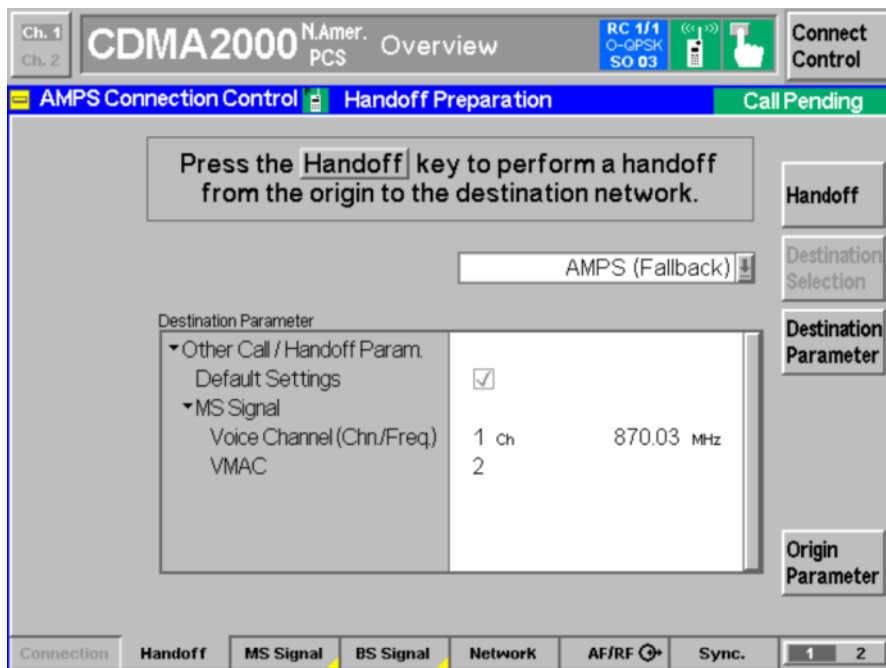 Ch. 1
Ch. 2
CDMA2000 N.Amer. PCS Overview
RC 1/1
O-QPSK
SO 03
Connect Control
AMPS Connection Control Handoff Preparation Call Pending
Press the Handoff key to perform a handoff
from the origin to the destination network.
Handoff
AMPS (Fallback)
Destination Selection
Destination Parameter
Destination Parameter
Other Call / Handoff Param.
Default Settings
MS Signal
Voice Channel (Chn./Freq.) 1 Ch 870.03 MHz
VMAC 2
Origin Parameter
Connection Handoff MS Signal BS Signal Network AF/RF Sync. 1 2